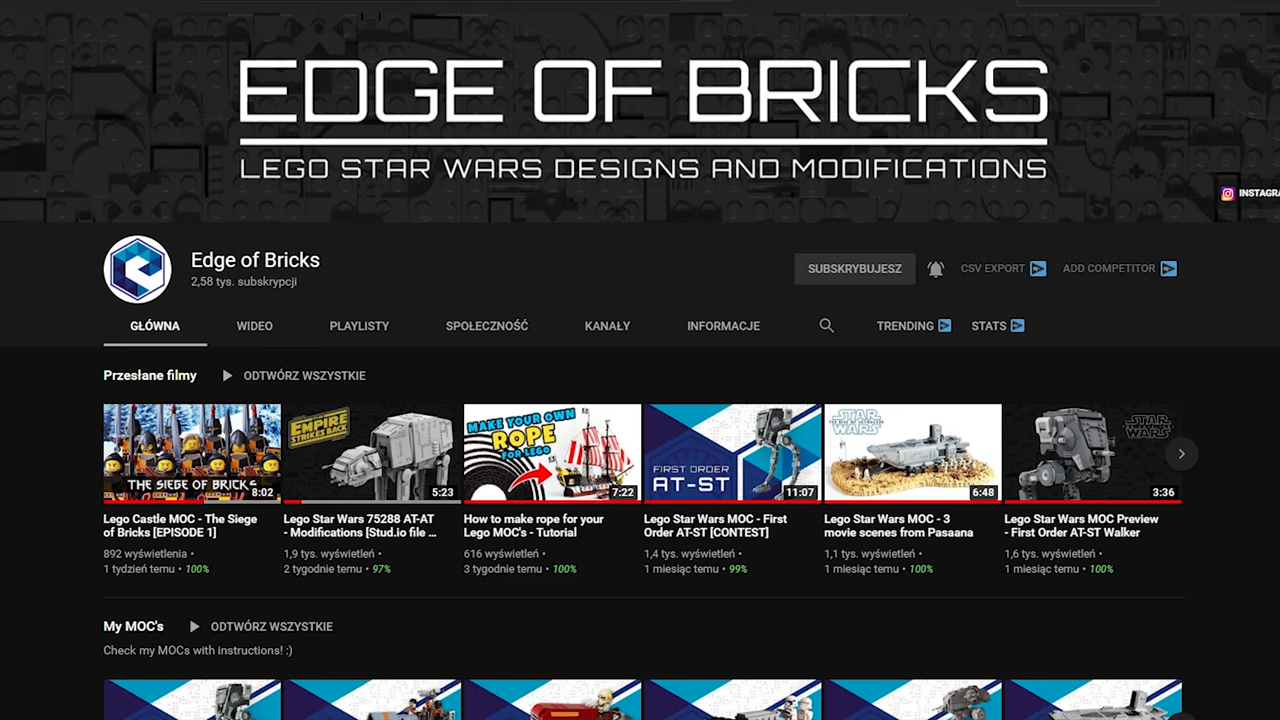 EDGE OF BRICKS
LEGO STAR WARS DESIGNS AND MODIFICATIONS
INSTAGRA
Edge of Bricks
2,58 tys. subskrypcji
SUBSKRYBUJESZ
CSV EXPORT
ADD COMPETITOR
GŁÓWNA
WIDEO
PLAYLISTY
SPOŁECZNOŚĆ
KANAŁY
INFORMACJE
TRENDING
STATS
Przesłane filmy
ODTWÓRZ WSZYSTKIE
THE SIEGE OF BRICKS
8:02
Lego Castle MOC - The Siege
of Bricks [EPISODE 1]
892 wyświetlenia •
1 tydzień temu • 100%
THE EMPIRE
STRIKES BACK
5:23
Lego Star Wars 75288 AT-AT
- Modifications [Stud.io file ...
1,9 tys. wyświetleń •
2 tygodnie temu • 97%
MAKE YOUR OWN
ROPE
FOR LEGO
7:22
How to make rope for your
Lego MOC's - Tutorial
616 wyświetleń •
3 tygodnie temu • 100%
FIRST ORDER
AT-ST
11:07
Lego Star Wars MOC - First
Order AT-ST [CONTEST]
1,4 tys. wyświetleń •
1 miesiąc temu • 99%
STAR
WARS
6:48
Lego Star Wars MOC - 3
movie scenes from Pasaana
1,1 tys. wyświetleń •
1 miesiąc temu • 100%
STAR
WARS
3:36
Lego Star Wars MOC Preview
- First Order AT-ST Walker
1,6 tys. wyświetleń •
1 miesiąc temu • 100%
My MOC's
ODTWÓRZ WSZYSTKIE
Check my MOCs with instructions! :)